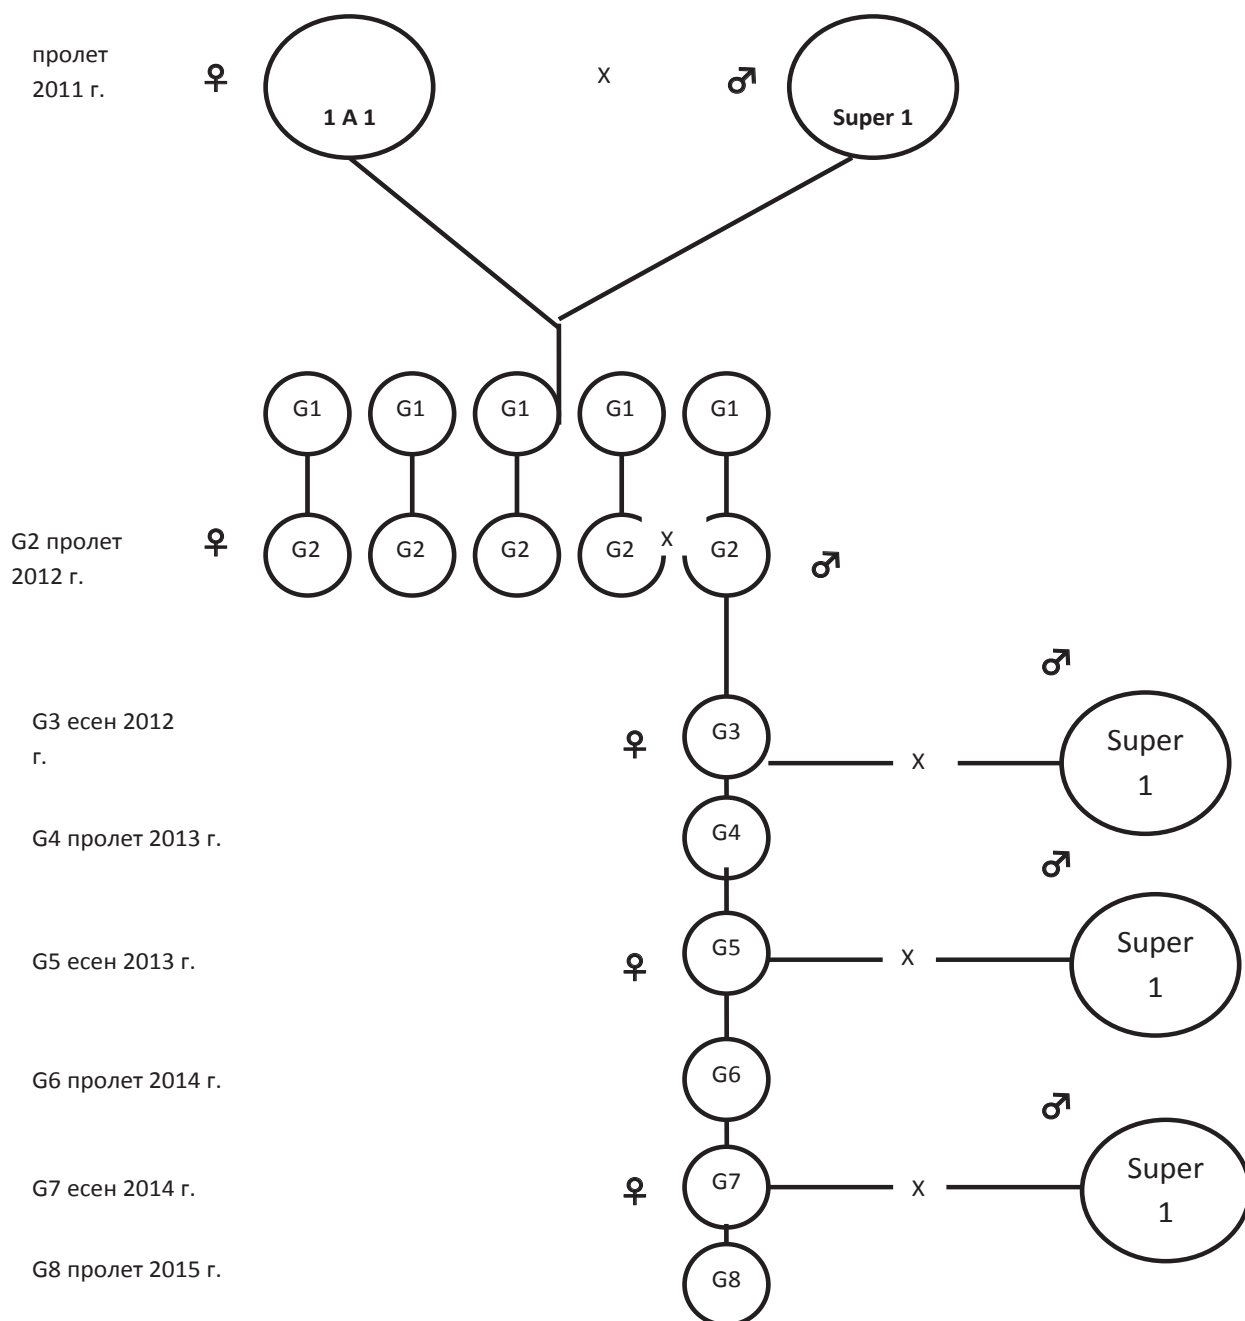 пролет
2011 г.
♀
1 A 1
X
♂
Super 1
G1 G1 G1 G1 G1
G2 пролет
2012 г.
♀
G2 G2 G2 G2 X G2
♂
G3 есен 2012
г.
♀
G3
X
♂
Super
1
G4 пролет 2013 г.
G4
G5 есен 2013 г.
♀
G5
X
♂
Super
1
G6 пролет 2014 г.
G6
G7 есен 2014 г.
♀
G7
X
♂
Super
1
G8 пролет 2015 г.
G8